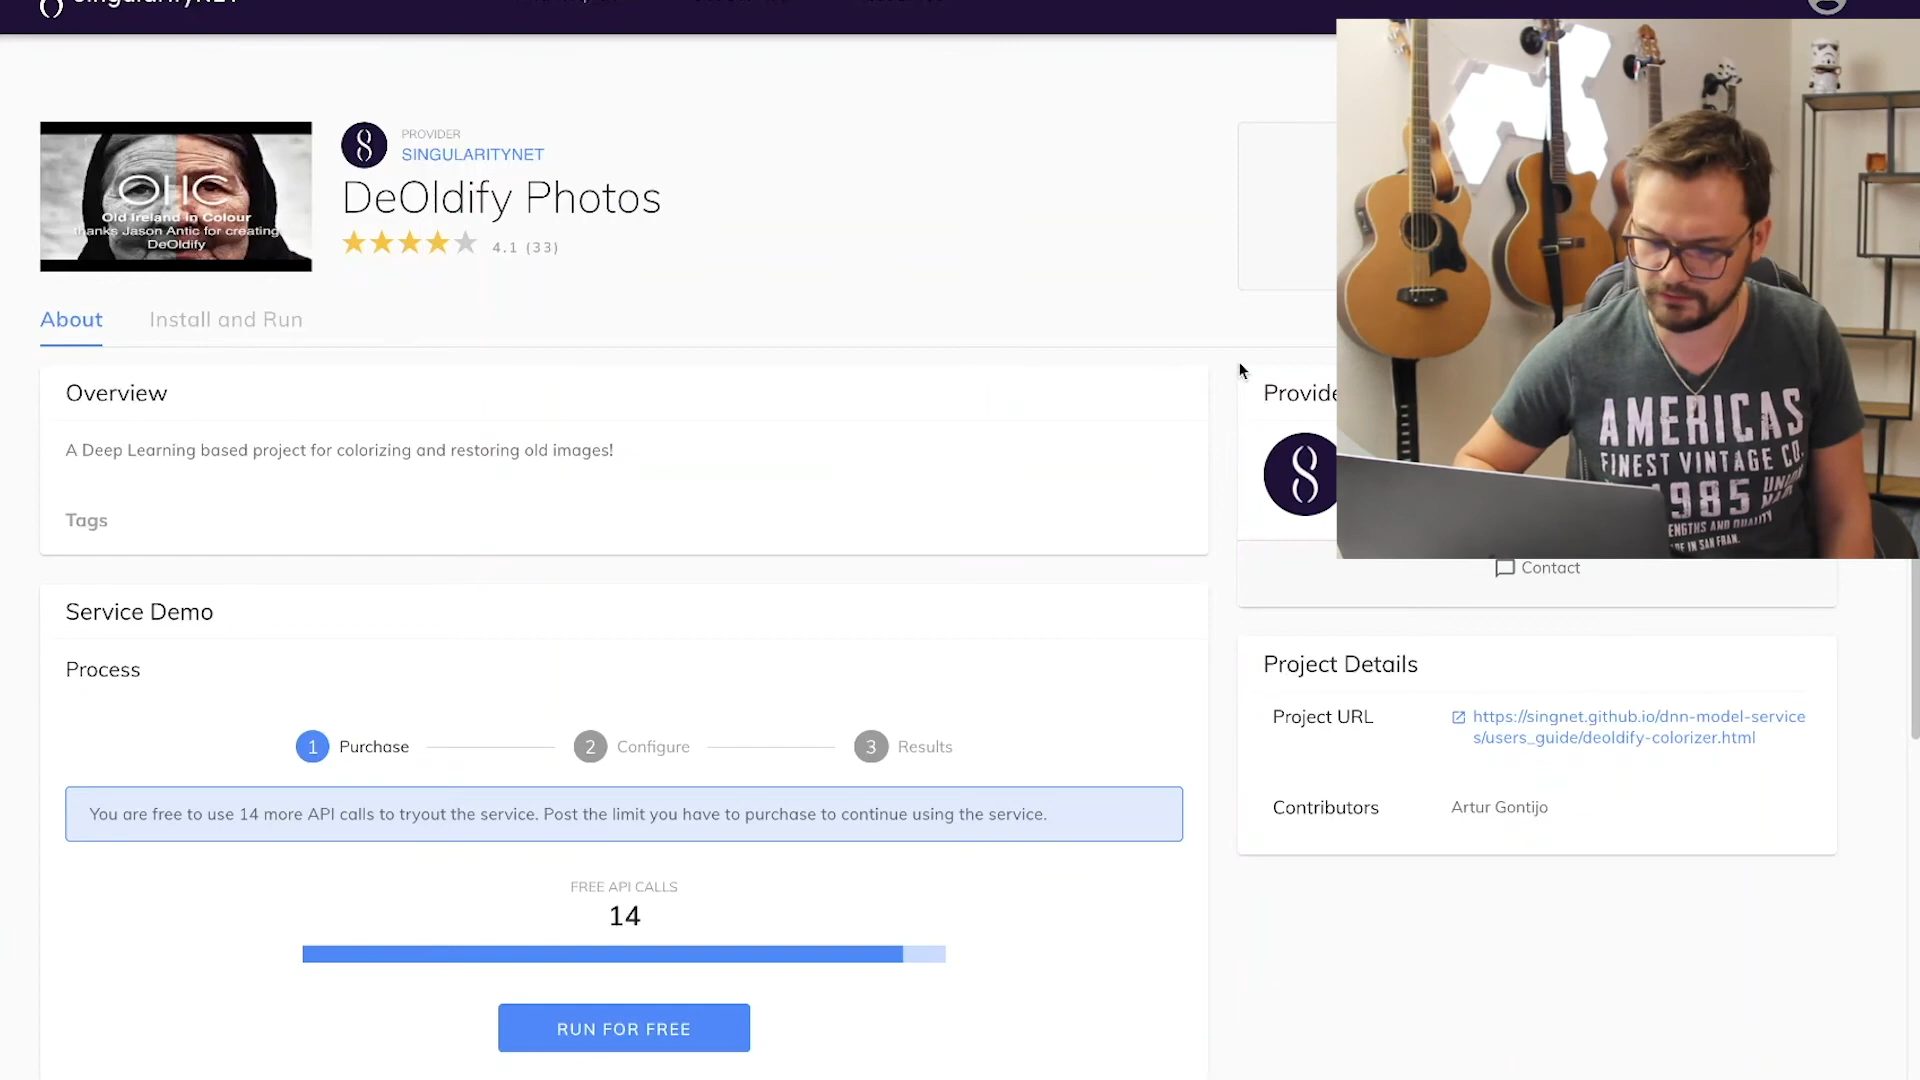 SingularityNET
OHC
Old Ireland in Colour
thanks Jason Antic for creating
DeOldify
PROVIDER
SINGULARITYNET
DeOldify Photos
4.1 (33)
About
Install and Run
Overview
A Deep Learning based project for colorizing and restoring old images!
Tags
Service Demo
Process
1 Purchase
2 Configure
3 Results
You are free to use 14 more API calls to tryout the service. Post the limit you have to purchase to continue using the service.
FREE API CALLS
14
RUN FOR FREE
Contact
Project Details
Project URL
https://singnet.github.io/dnn-model-service
s/users_guide/deoldify-colorizer.html
Contributors
Artur Gontijo
AMERICAS
FINEST VINTAGE CO.
1985